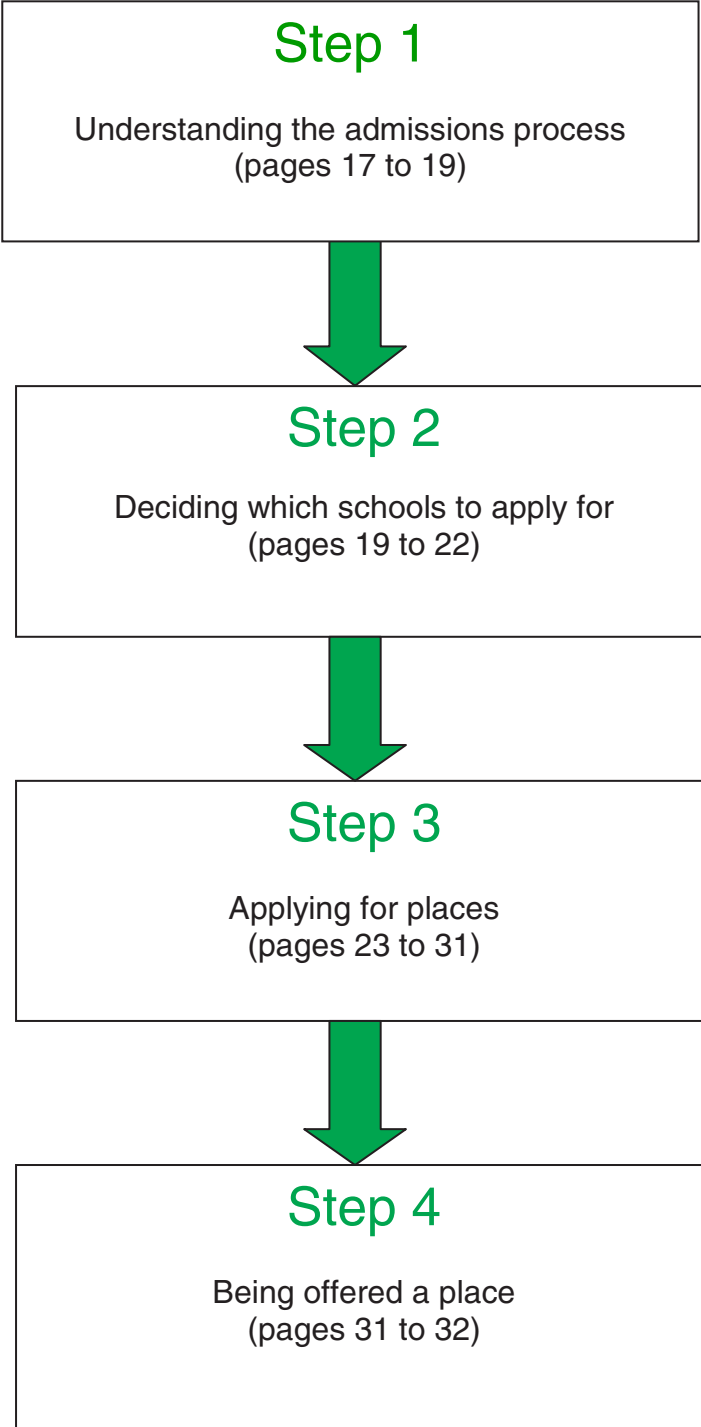 Step 1
Understanding the admissions process
(pages 17 to 19)
Step 2
Deciding which schools to apply for
(pages 19 to 22)
Step 3
Applying for places
(pages 23 to 31)
Step 4
Being offered a place
(pages 31 to 32)